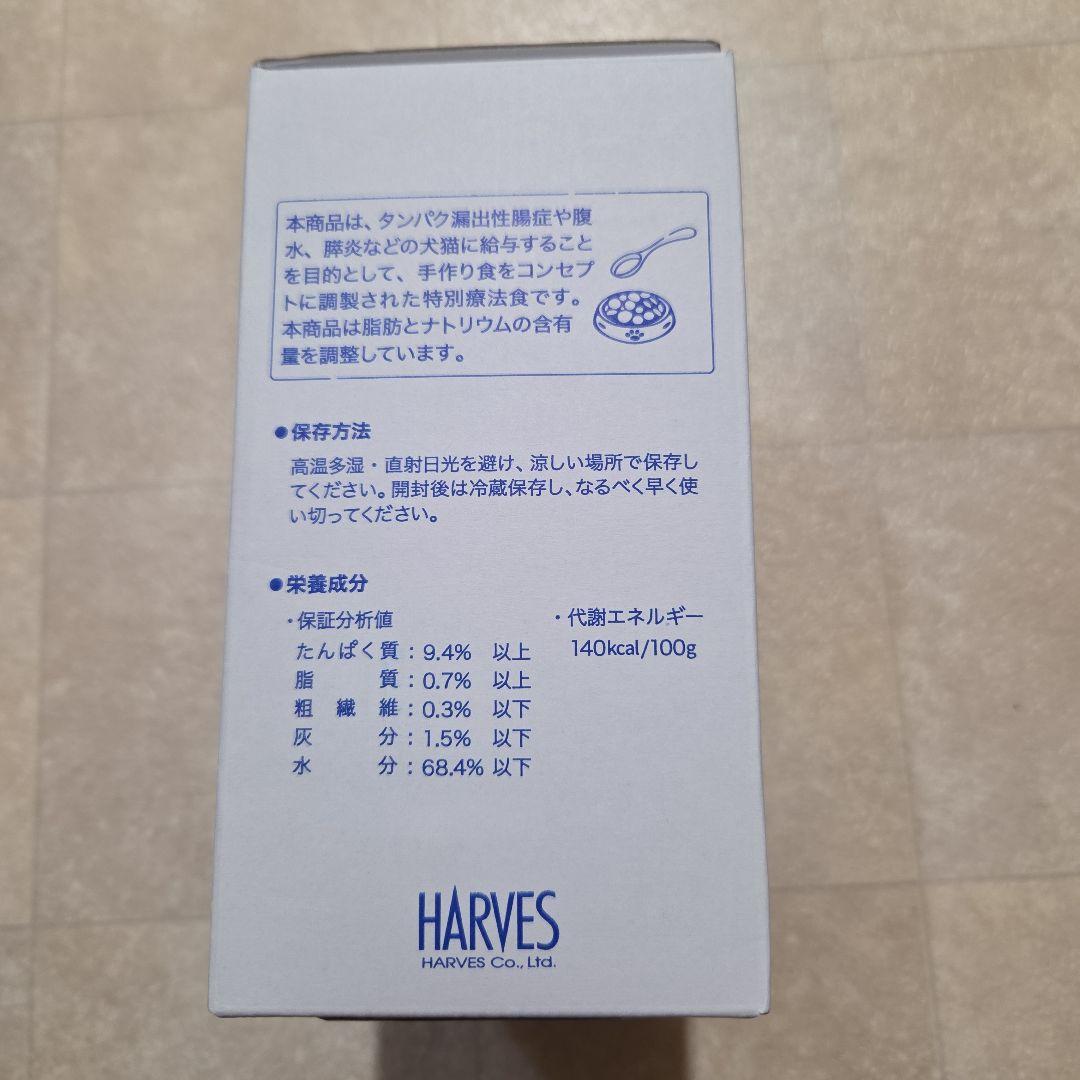 本商品は、タンパク漏出性腸症や腹
水、膵炎などの犬猫に給与すること
を目的として、手作り食をコンセプ
トに調製された特別療法食です。
本商品は脂肪とナトリウムの含有
量を調整しています。
●保存方法
高温多湿・直射日光を避け、涼しい場所で保存し
てください。開封後は冷蔵保存し、なるべく早く使
い切ってください。
●栄養成分
・保証分析値
たんぱく質：9.4% 以上
脂質：0.7% 以上
粗繊維：0.3% 以下
灰分：1.5% 以下
水分：68.4% 以下
・代謝エネルギー
140kcal/100g
HARVES
HARVES Co., Ltd.